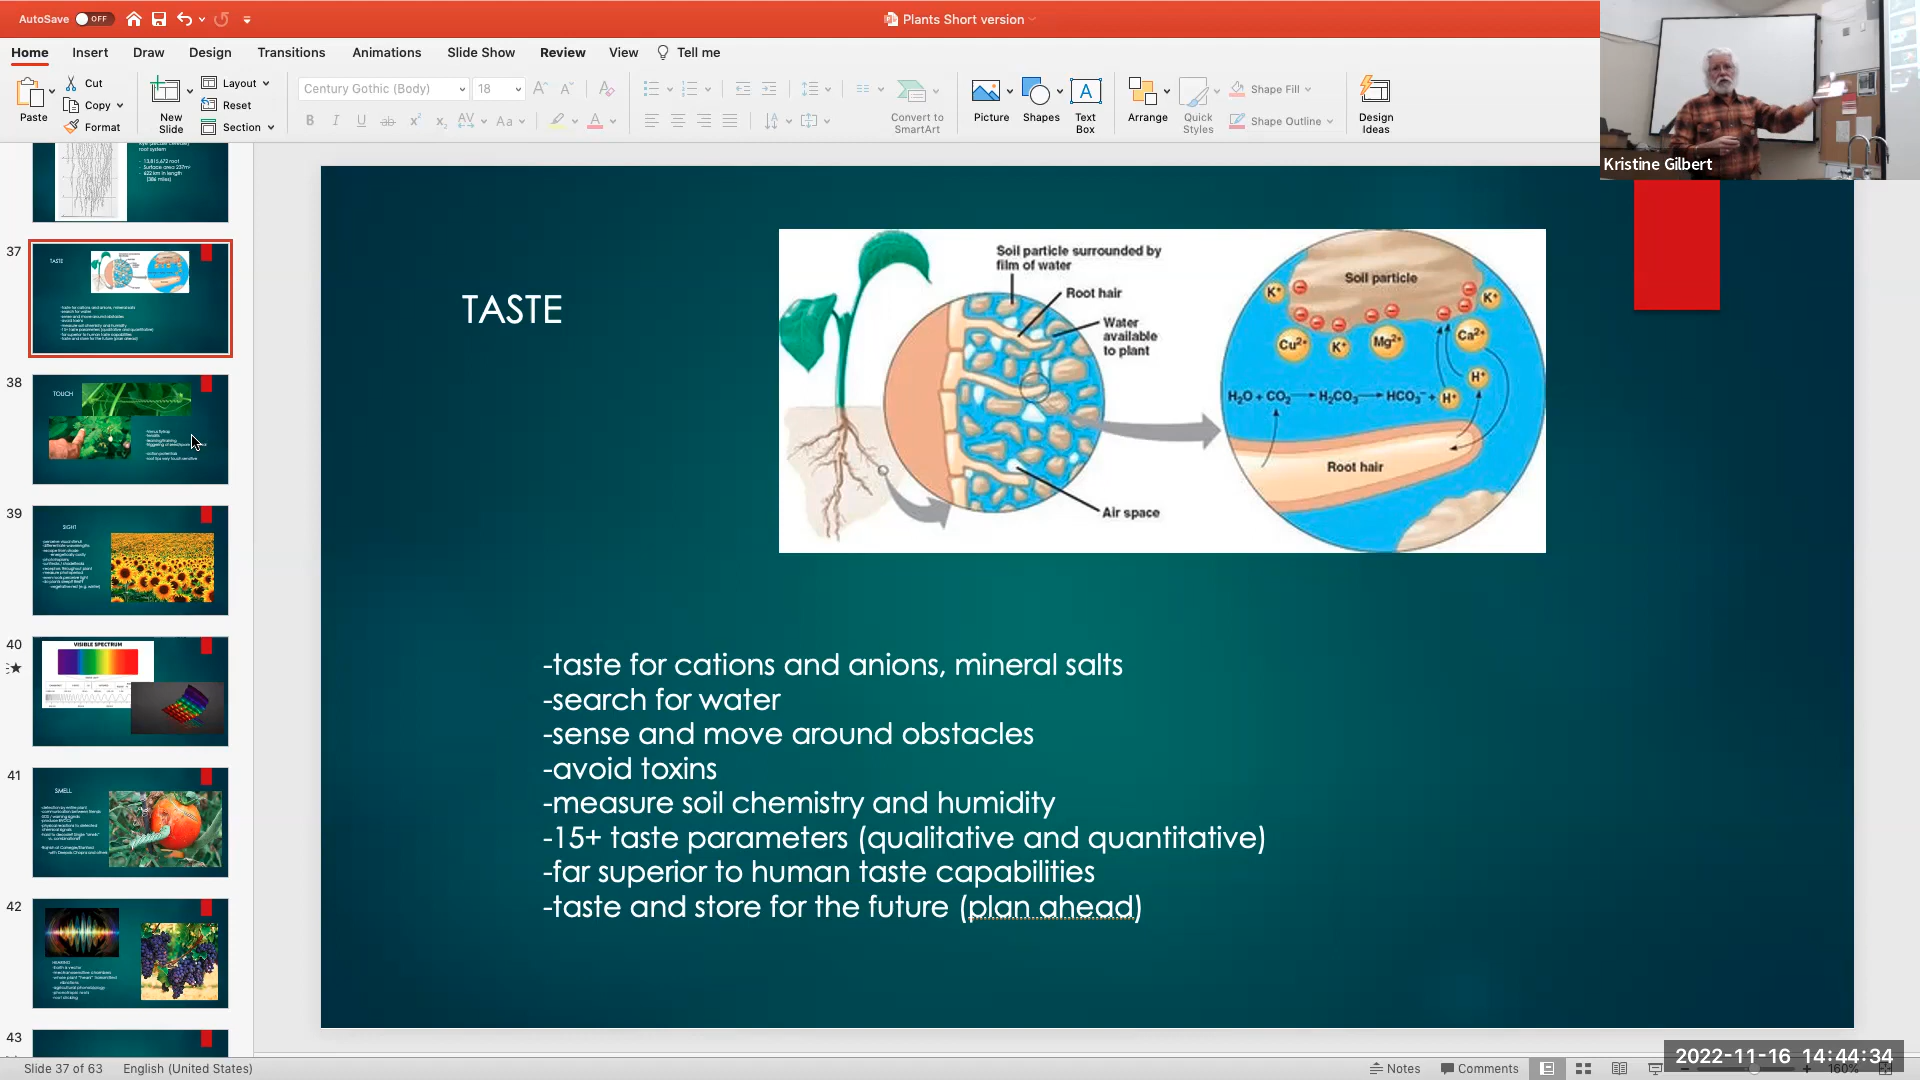 AutoSave OFF
Plants Short version
Home Insert Draw Design Transitions Animations Slide Show Review View Tell me
Paste
Cut
Copy
Format
New Slide
Layout
Reset
Section
Century Gothic (Body) 18
Convert to SmartArt
Picture
Shapes
Text Box
Arrange
Quick Styles
Shape Fill
Shape Outline
Design Ideas
Kristine Gilbert
37
38
39
40
41
42
43
TASTE
TOUCH
SIGHT
VISIBLE SPECTRUM
SMELL
TASTE
Soil particle surrounded by
film of water
Root hair
Water
available
to plant
Air space
Soil particle
K+
K+
Cu2+
K+
Mg2+
Ca2+
H+
H₂O + CO₂ → H₂CO₃ → HCO₃⁻ + H+
Root hair
-taste for cations and anions, mineral salts
-search for water
-sense and move around obstacles
-avoid toxins
-measure soil chemistry and humidity
-15+ taste parameters (qualitative and quantitative)
-far superior to human taste capabilities
-taste and store for the future (plan ahead)
Slide 37 of 63 English (United States)
Notes Comments
160%
2022-11-16 14:44:34